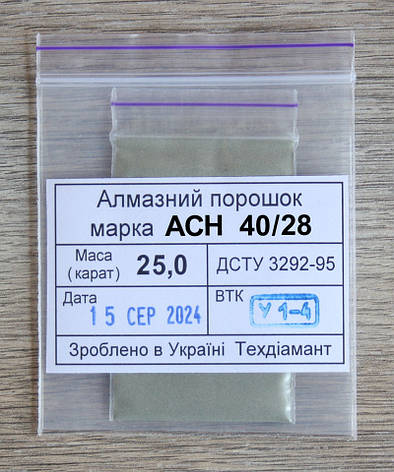 Алмазний порошок
марка АСН 40/28
Маса (карат) 25,0 ДСТУ 3292-95
Дата 15 СЕР 2024 ВТК У 1-4
Зроблено в Україні Техдіамант